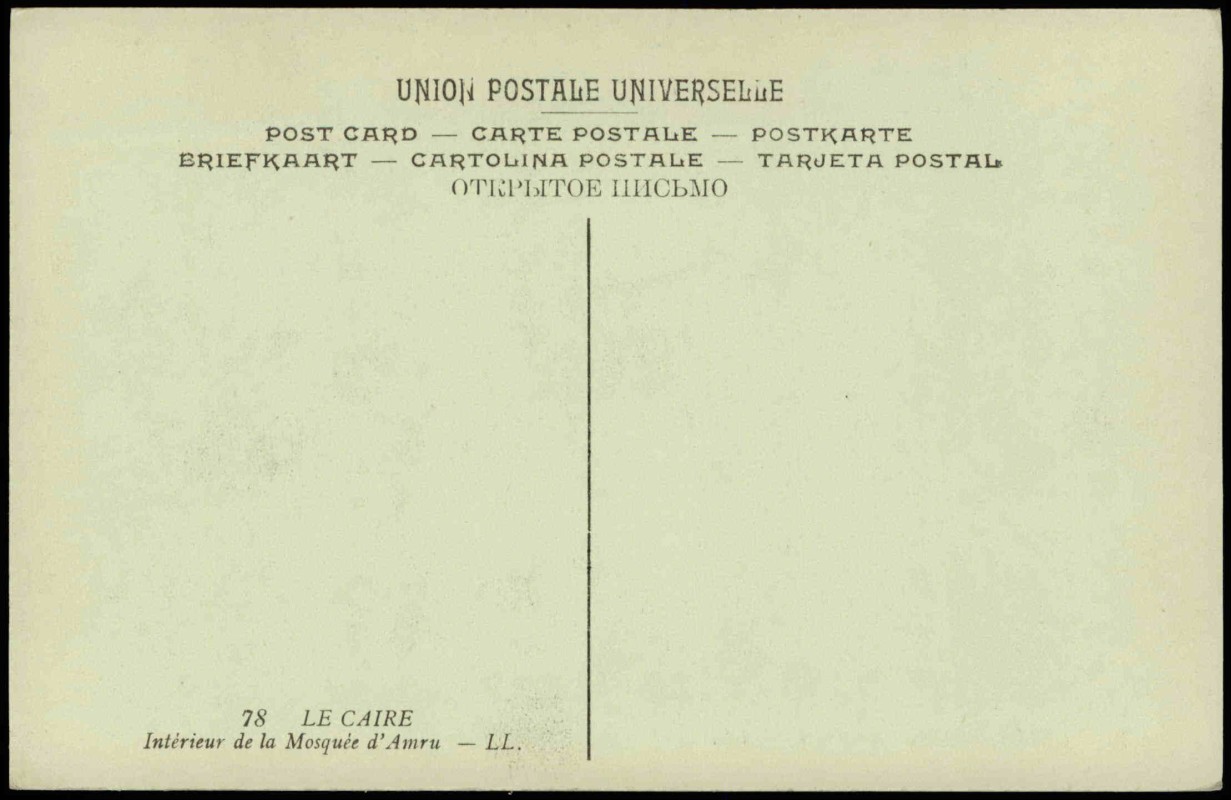 UNION POSTALE UNIVERSELLE
POST CARD — CARTE POSTALE — POSTKARTE
BRIEFKAART — CARTOLINA POSTALE — TARJETA POSTAL
ОТКРЫТОЕ ПИСЬМО
78 LE CAIRE
Intérieur de la Mosquée d'Amru — LL.